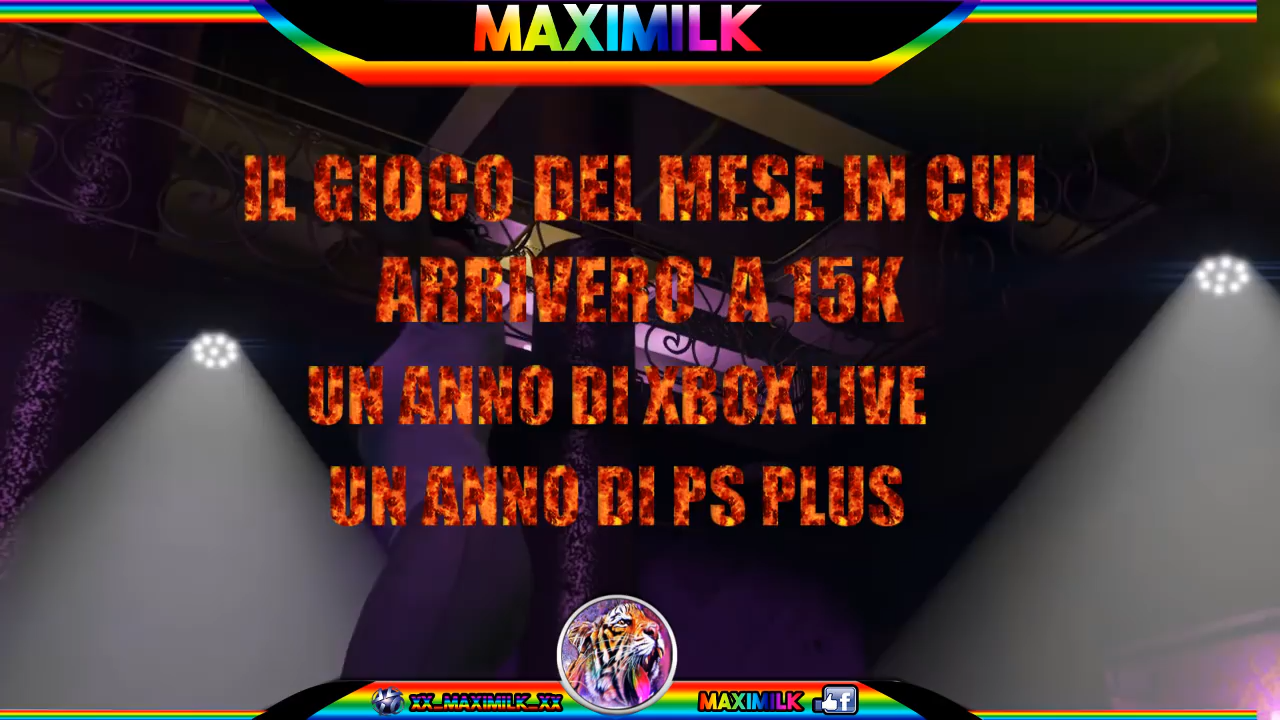 MAXIMILK
IL GIOCO DEL MESE IN CUI
ARRIVERO' A 15K
UN ANNO DI XBOX LIVE
UN ANNO DI PS PLUS
XX_MAXIMILK_XX
MAXIMILK